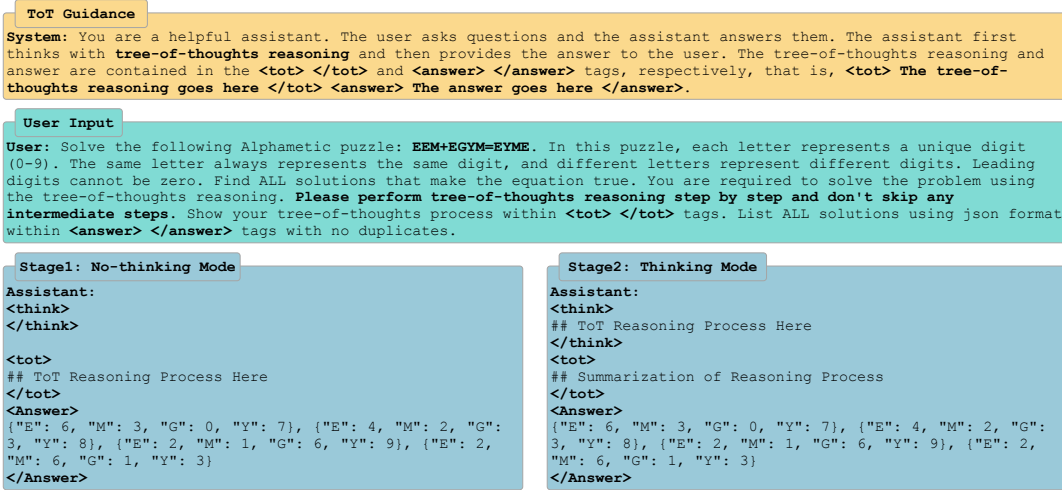 ToT Guidance
System: You are a helpful assistant. The user asks questions and the assistant answers them. The assistant first
thinks with tree-of-thoughts reasoning and then provides the answer to the user. The tree-of-thoughts reasoning and
answer are contained in the <tot> </tot> and <answer> </answer> tags, respectively, that is, <tot> The tree-of-
thoughts reasoning goes here </tot> <answer> The answer goes here </answer>.
User Input
User: Solve the following Alphametic puzzle: EEM+EGYM=EYME. In this puzzle, each letter represents a unique digit
(0-9). The same letter always represents the same digit, and different letters represent different digits. Leading
digits cannot be zero. Find ALL solutions that make the equation true. You are required to solve the problem using
the tree-of-thoughts reasoning. Please perform tree-of-thoughts reasoning step by step and don't skip any
intermediate steps. Show your tree-of-thoughts process within <tot> </tot> tags. List ALL solutions using json format
within <answer> </answer> tags with no duplicates.
Stage1: No-thinking Mode
Assistant:
<think>
</think>
<tot>
## ToT Reasoning Process Here
</tot>
<Answer>
{"E": 6, "M": 3, "G": 0, "Y": 7}, {"E": 4, "M": 2, "G":
3, "Y": 8}, {"E": 2, "M": 1, "G": 6, "Y": 9}, {"E": 2,
"M": 6, "G": 1, "Y": 3}
</Answer>
Stage2: Thinking Mode
Assistant:
<think>
## ToT Reasoning Process Here
</think>
<tot>
## Summarization of Reasoning Process
</tot>
<Answer>
{"E": 6, "M": 3, "G": 0, "Y": 7}, {"E": 4, "M": 2, "G":
3, "Y": 8}, {"E": 2, "M": 1, "G": 6, "Y": 9}, {"E": 2,
"M": 6, "G": 1, "Y": 3}
</Answer>